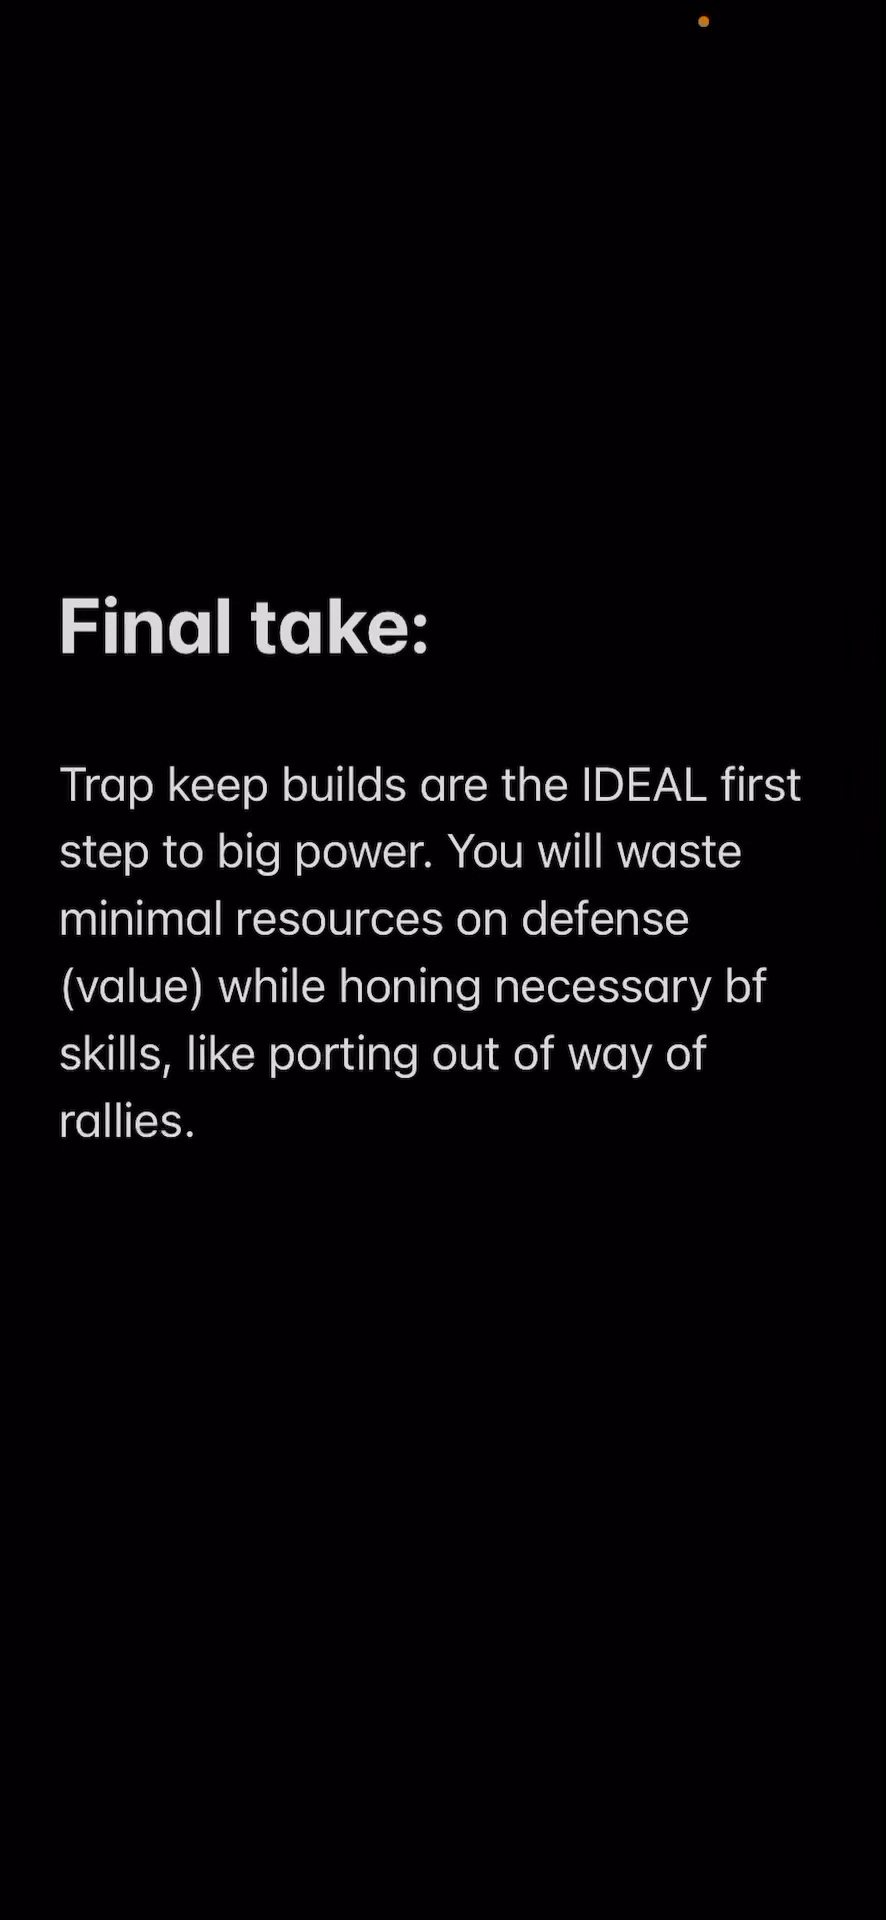 Final take:
Trap keep builds are the IDEAL first
step to big power. You will waste
minimal resources on defense
(value) while honing necessary bf
skills, like porting out of way of
rallies.